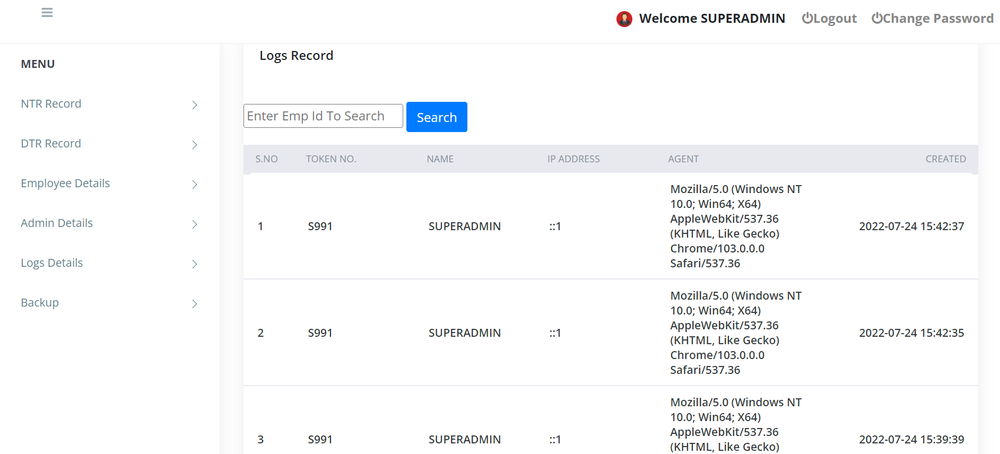 Welcome SUPERADMIN Logout Change Password
MENU
NTR Record
DTR Record
Employee Details
Admin Details
Logs Details
Backup
Logs Record
Enter Emp Id To Search Search
S.NO TOKEN NO. NAME IP ADDRESS AGENT CREATED
Mozilla/5.0 (Windows NT
10.0; Win64; X64)
AppleWebKit/537.36
1 S991 SUPERADMIN ::1 2022-07-24 15:42:37
(KHTML, Like Gecko)
Chrome/103.0.0.0
Safari/537.36
Mozilla/5.0 (Windows NT
10.0; Win64; X64)
AppleWebKit/537.36
2 S991 SUPERADMIN ::1 2022-07-24 15:42:35
(KHTML, Like Gecko)
Chrome/103.0.0.0
Safari/537.36
Mozilla/5.0 (Windows NT
10.0; Win64; X64)
AppleWebKit/537.36
3 S991 SUPERADMIN ::1 2022-07-24 15:39:39
(KHTML, Like Gecko)